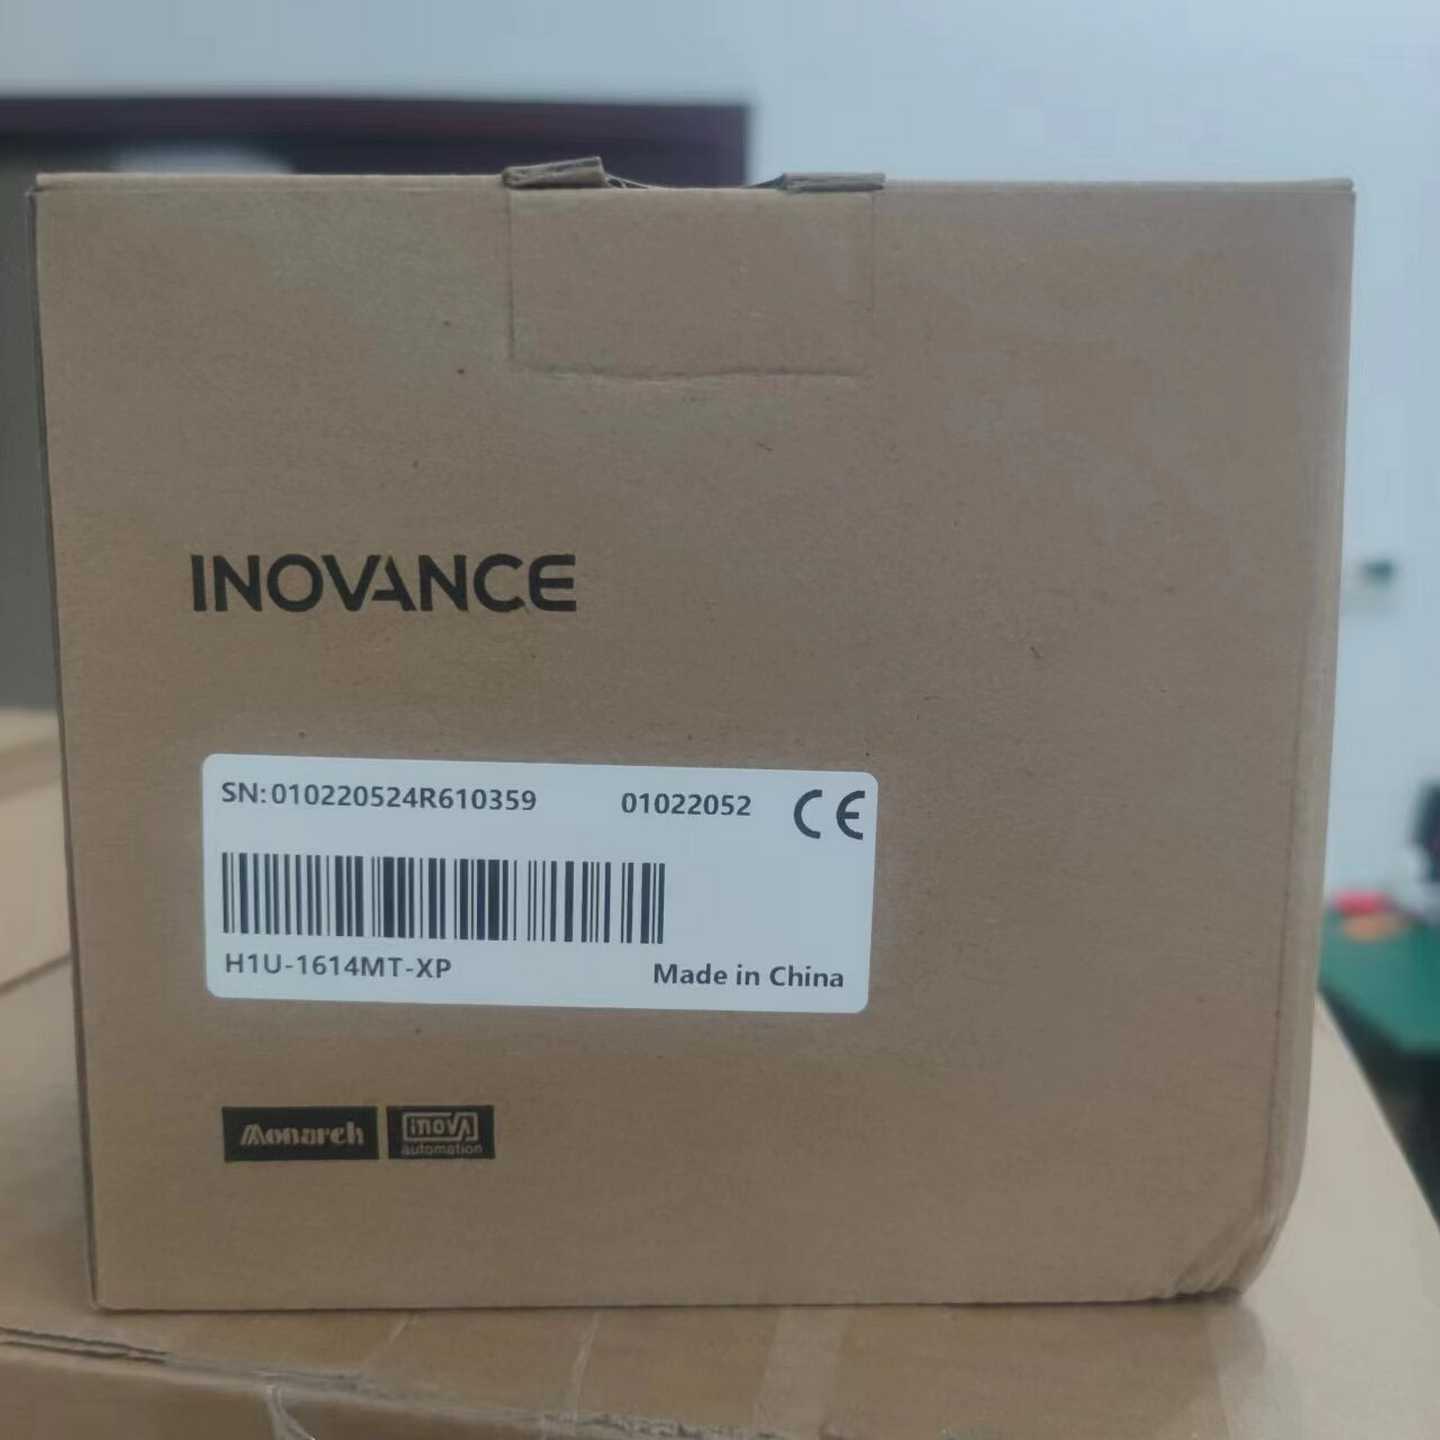 INOVANCE
SN:010220524R610359 01022052 CE
H1U-1614MT-XP Made in China
Monarch inovA
automation